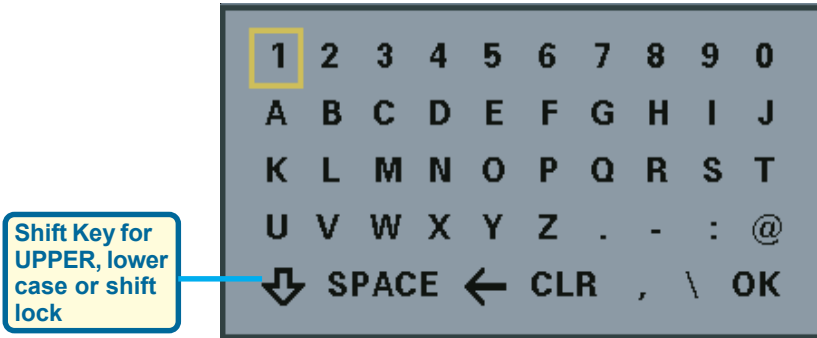 1 2 3 4 5 6 7 8 9 0
A B C D E F G H I J
K L M N O P Q R S T
U V W X Y Z . - : @
SPACE ← CLR , \ OK
Shift Key for
UPPER, lower
case or shift
lock